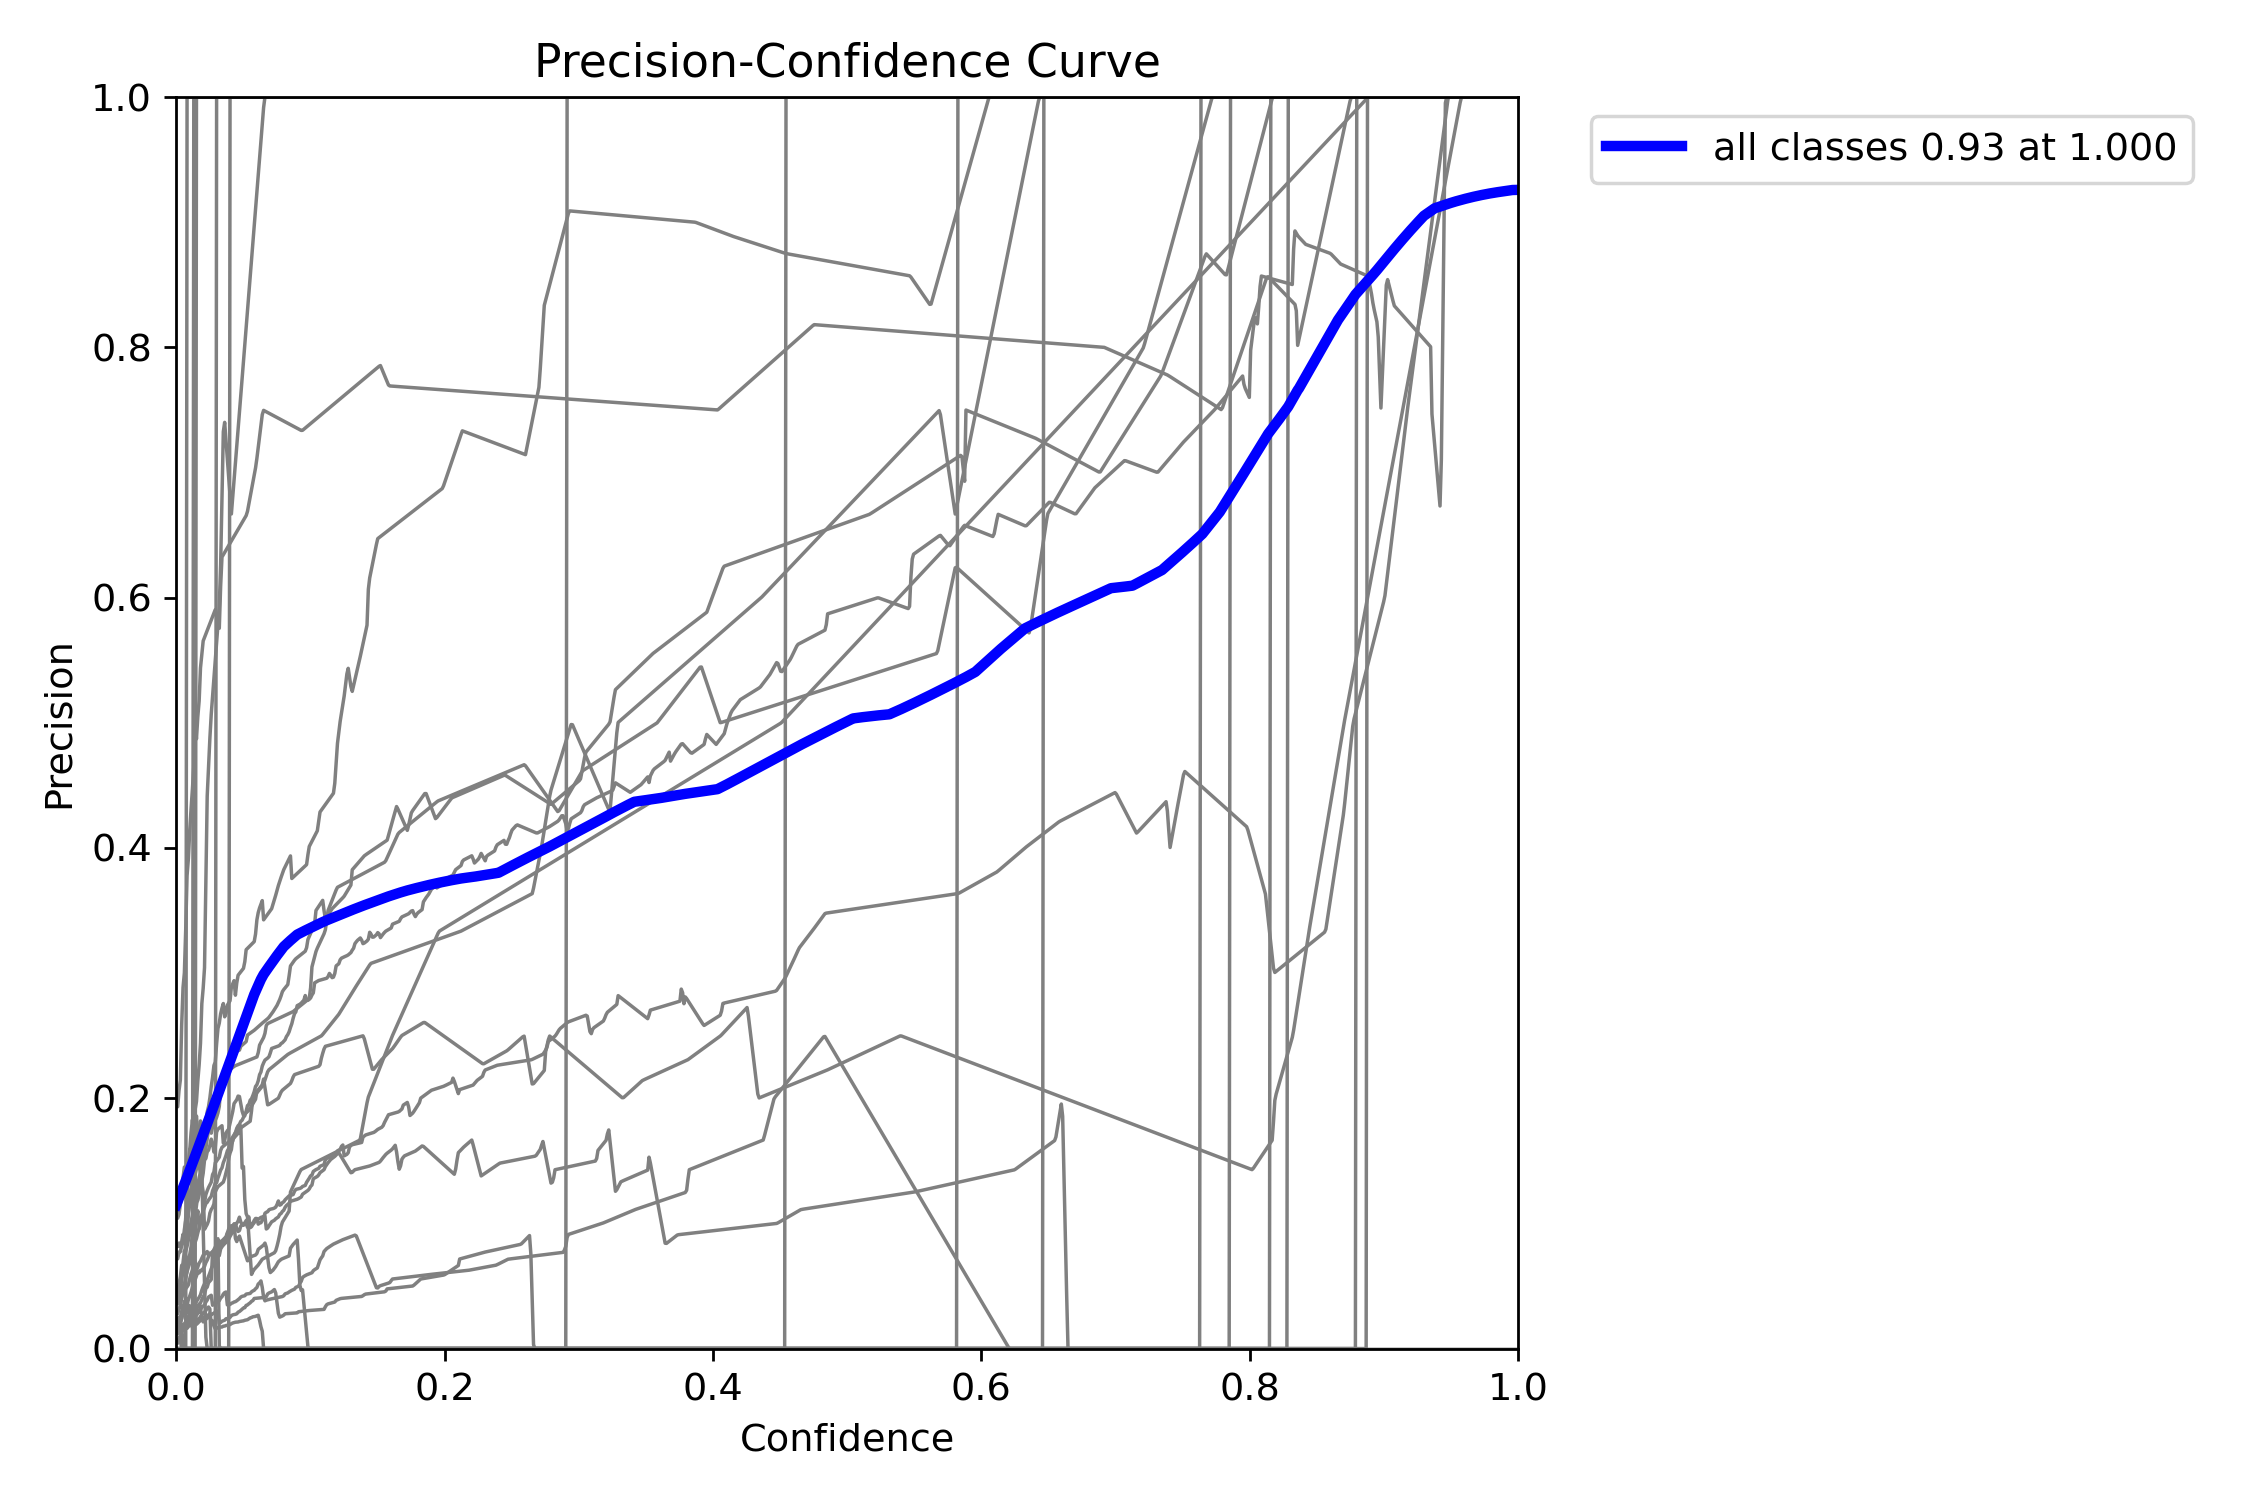 Precision-Confidence Curve
all classes 0.93 at 1.000
Precision
1.0
0.8
0.6
0.4
0.2
0.0
0.0 0.2 0.4 0.6 0.8 1.0
Confidence